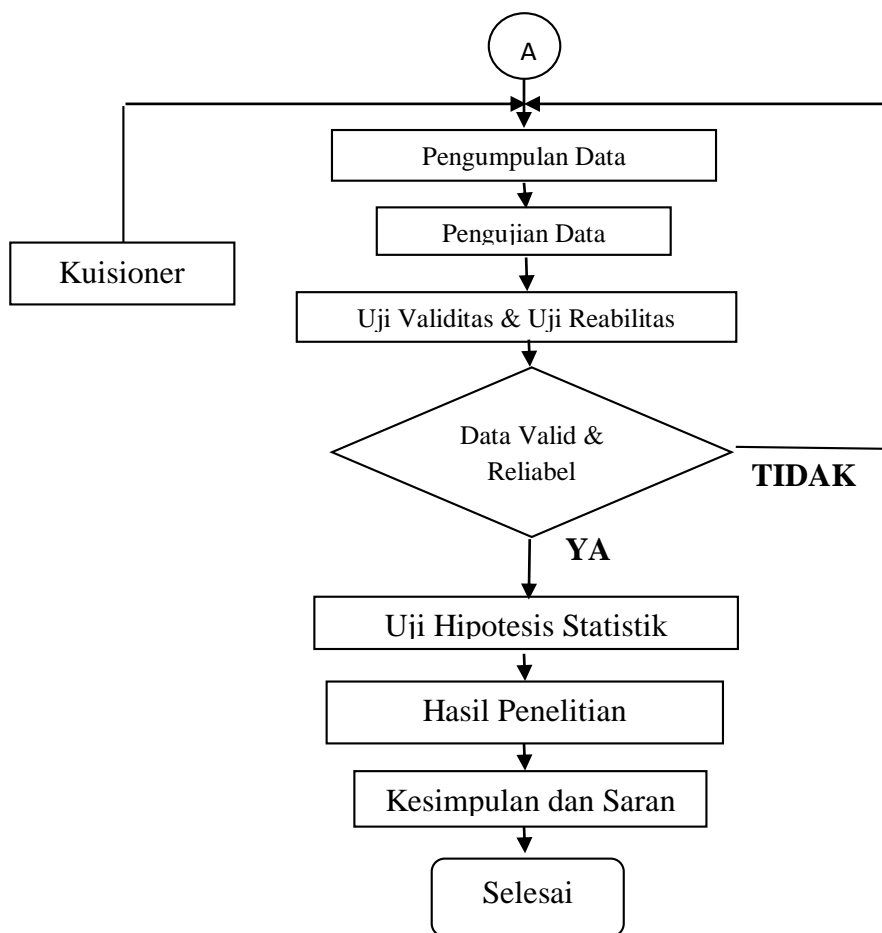 A
Pengumpulan Data
Pengujian Data
Kuisioner
Uji Validitas & Uji Reabilitas
Data Valid &
Reliabel
TIDAK
YA
Uji Hipotesis Statistik
Hasil Penelitian
Kesimpulan dan Saran
Selesai